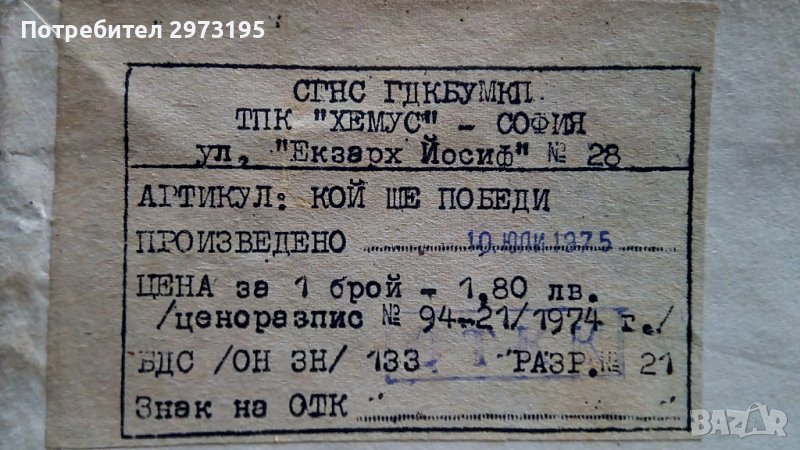 Потребител 2973195
СГНС ГДКБУМКП
ТПК "ХЕМУС" - СОФИЯ
ул, "Екзарх Йосиф" № 28
АРТИКУЛ: КОЙ ЩЕ ПОБЕДИ
ПРОИЗВЕДЕНО 10 ЮЛИ 1975
ЦЕНА за 1 брой - 1,80 лв.
/ценоразпис № 94-21/1974 г./
БДС /ОН ЗН/ 133 РАЗР.№ 21
Знак на ОТК
BAZAR